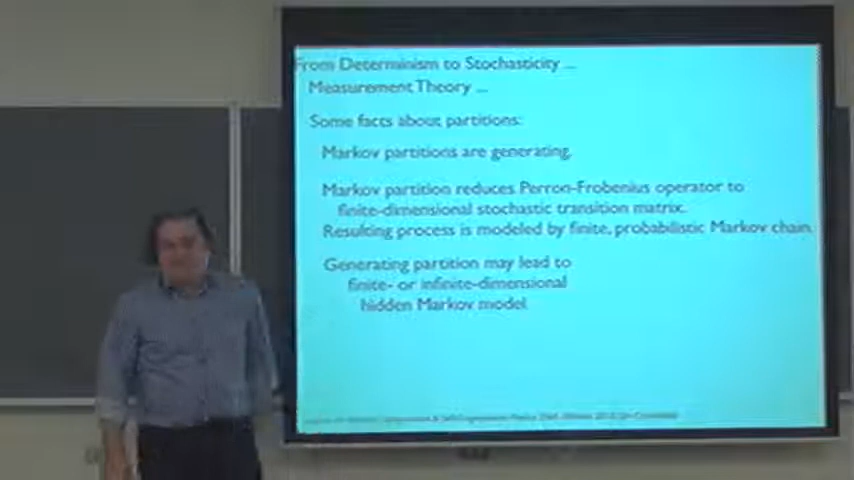 From Determinism to Stochasticity ...
Measurement Theory ...
Some facts about partitions:
Markov partitions are generating.
Markov partition reduces Perron-Frobenius operator to
finite-dimensional stochastic transition matrix.
Resulting process is modeled by finite, probabilistic Markov chain.
Generating partition may lead to
finite- or infinite-dimensional
hidden Markov model